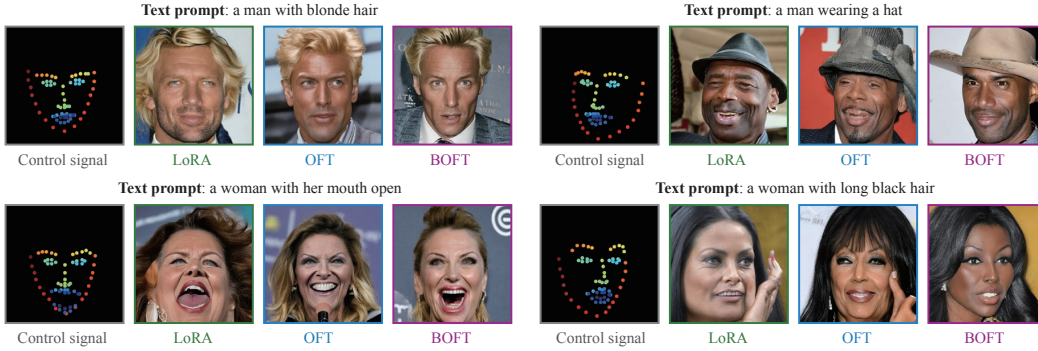 Text prompt: a man with blonde hair
Text prompt: a man wearing a hat
Control signal LoRA OFT BOFT
Control signal LoRA OFT BOFT
Text prompt: a woman with her mouth open
Text prompt: a woman with long black hair
Control signal LoRA OFT BOFT
Control signal LoRA OFT BOFT